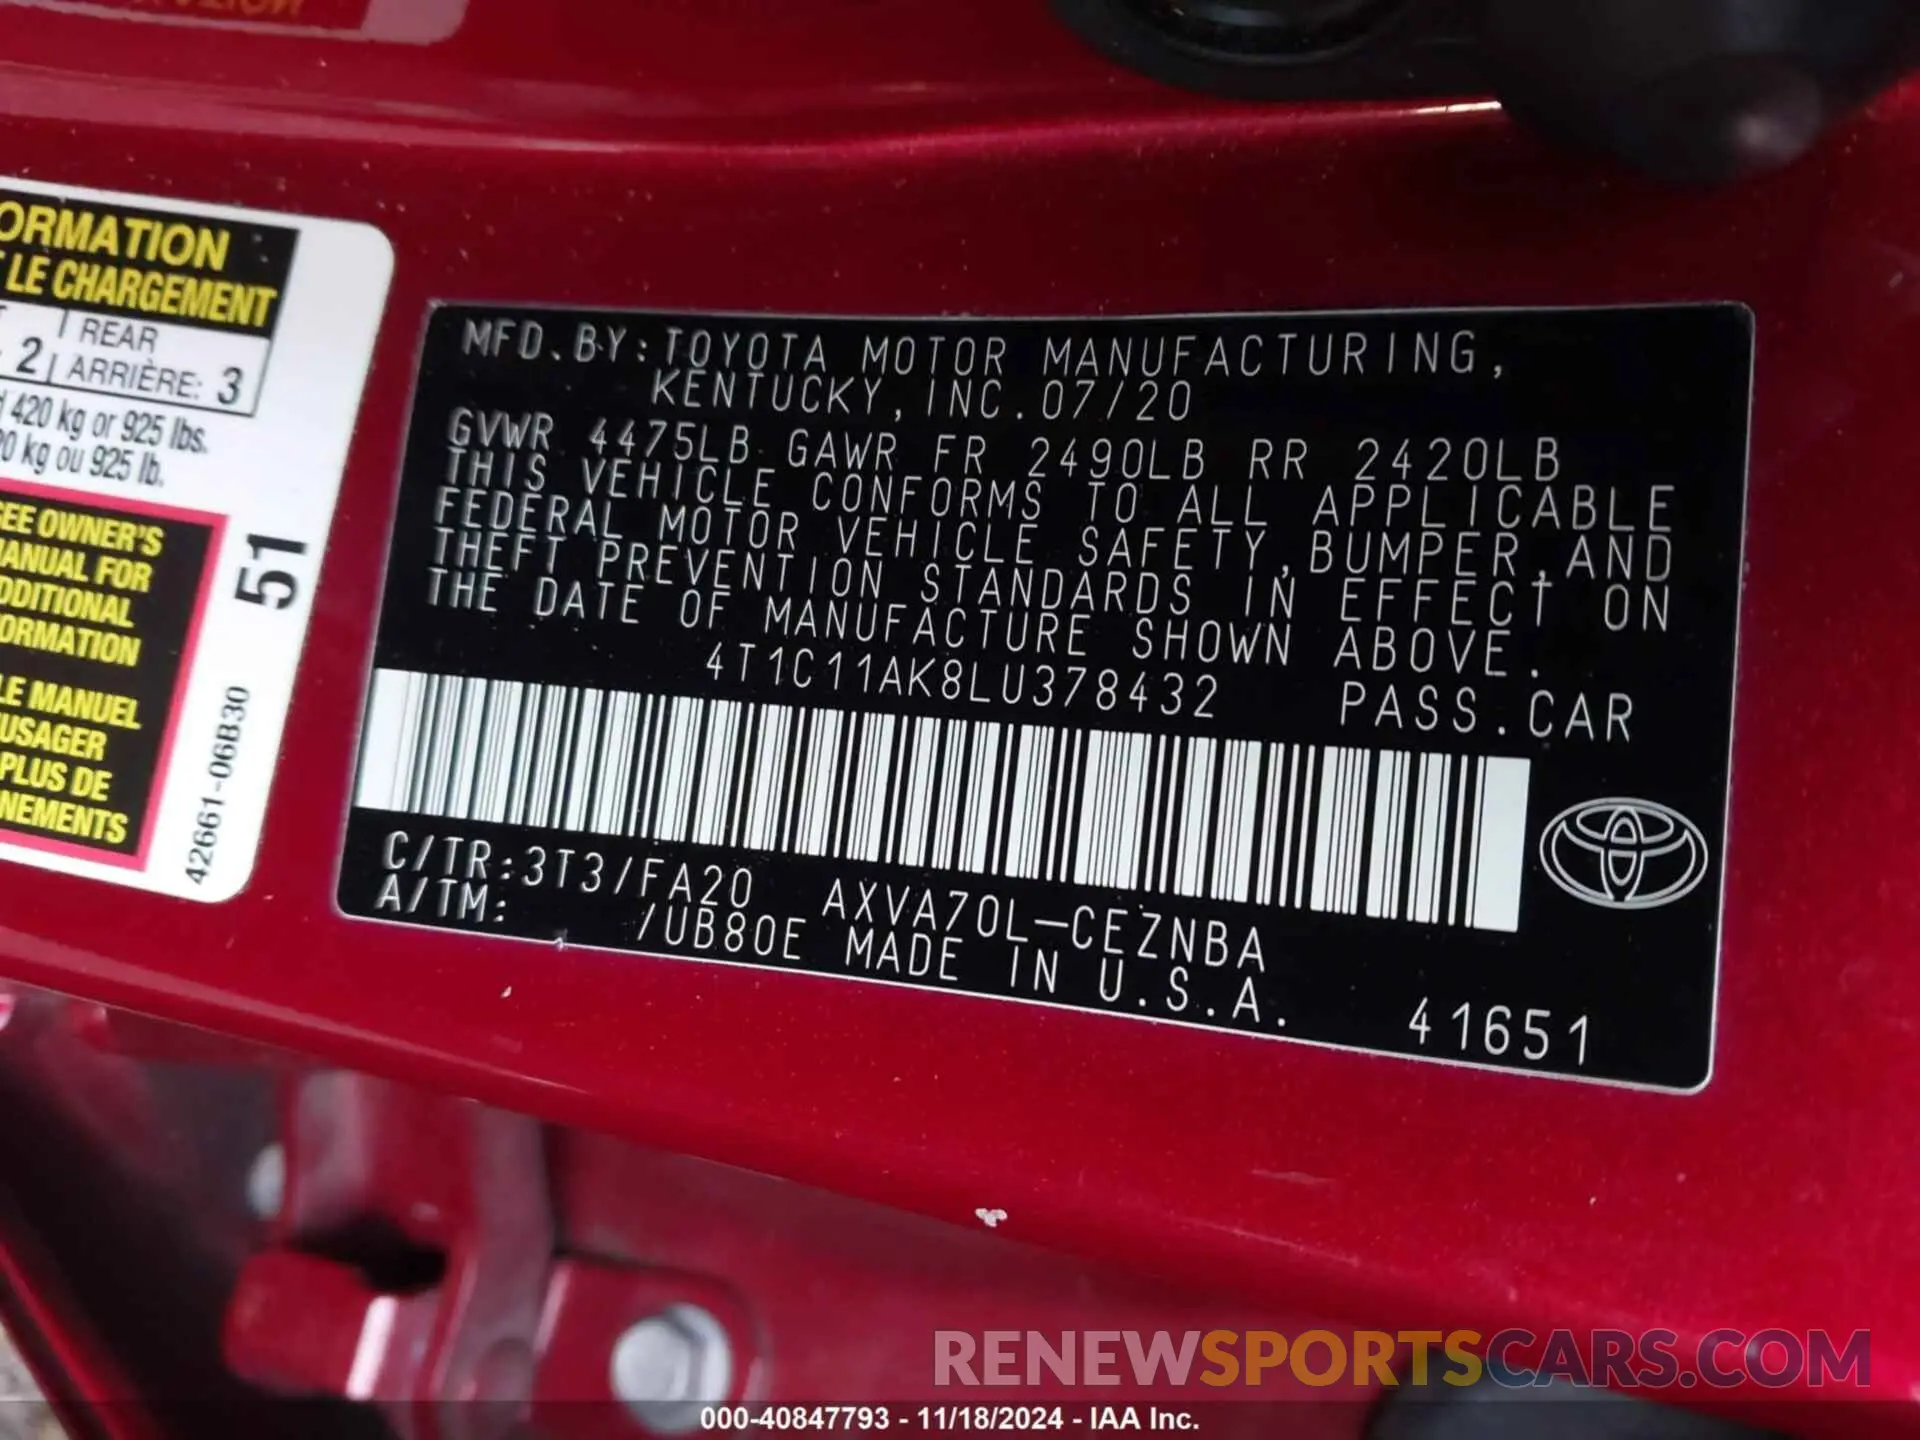 ORMATION
LE CHARGEMENT
2 REAR
ARRIÈRE: 3
420 kg or 925 lbs.
kg ou 925 lb.
SEE OWNER'S
MANUAL FOR
ADDITIONAL
ORMATION
LE MANUEL
USAGER
PLUS DE
NEMENTS
51
42661-06B30
MFD.BY:TOYOTA MOTOR MANUFACTURING,
KENTUCKY,INC.07/20
GVWR 4475LB GAWR FR 2490LB RR 2420LB
THIS VEHICLE CONFORMS TO ALL APPLICABLE
FEDERAL MOTOR VEHICLE SAFETY,BUMPER,AND
THEFT PREVENTION STANDARDS IN EFFECT ON
THE DATE OF MANUFACTURE SHOWN ABOVE.
4T1C11AK8LU378432 PASS.CAR
C/TR:3T3/FA20 AXVA70L-CEZNBA
A/TM: /UB80E MADE IN U.S.A.
41651
RENEWSPORTSCARS.COM
000-40847793 - 11/18/2024 - IAA Inc.